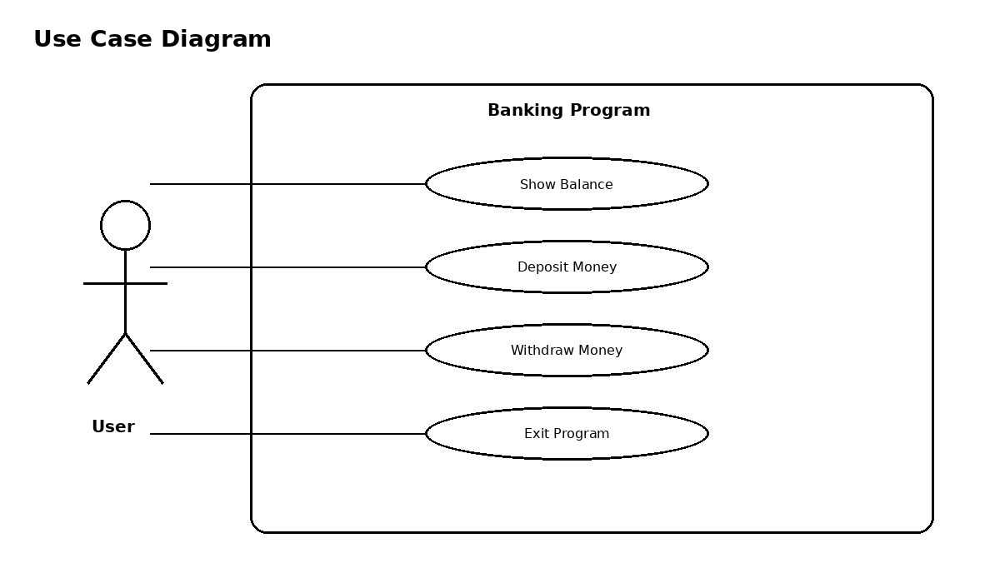 Use Case Diagram
Banking Program
Show Balance
Deposit Money
Withdraw Money
User
Exit Program